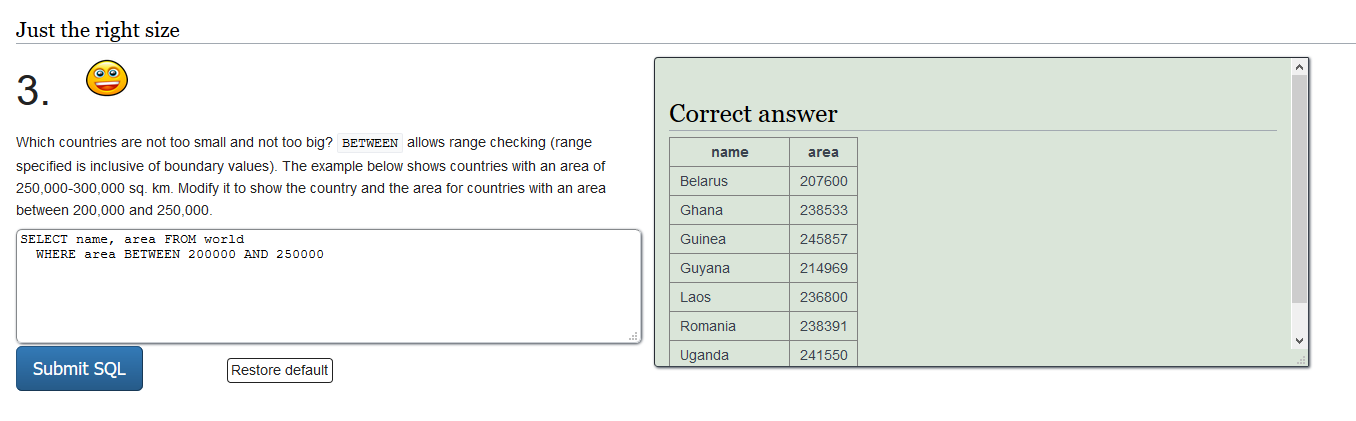 Just the right size
3.
Which countries are not too small and not too big? BETWEEN allows range checking (range
specified is inclusive of boundary values). The example below shows countries with an area of
250,000-300,000 sq. km. Modify it to show the country and the area for countries with an area
between 200,000 and 250,000.
SELECT name, area FROM world
WHERE area BETWEEN 200000 AND 250000
Submit SQL
Restore default
Correct answer
name area
Belarus 207600
Ghana 238533
Guinea 245857
Guyana 214969
Laos 236800
Romania 238391
Uganda 241550